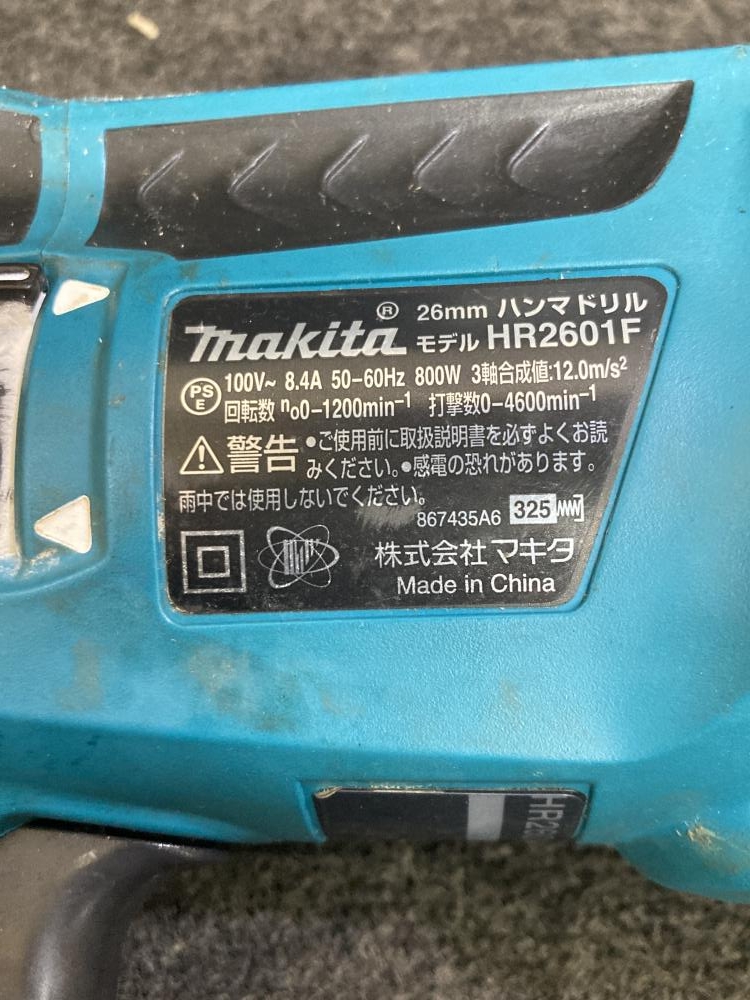 makita® 26mm ハンマドリル
モデル HR2601F
PS E 100V~ 8.4A 50-60Hz 800W 3軸合成値:12.0m/s²
回転数 n₀0-1200min⁻¹ 打撃数0-4600min⁻¹
警告 •ご使用前に取扱説明書を必ずよくお読
みください。•感電の恐れがあります。
雨中では使用しないでください。
867435A6 325
株式会社 マキタ
Made in China